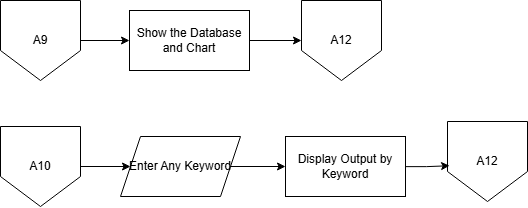 A9
Show the Database
and Chart
A12
A10
Enter Any Keyword
Display Output by
Keyword
A12